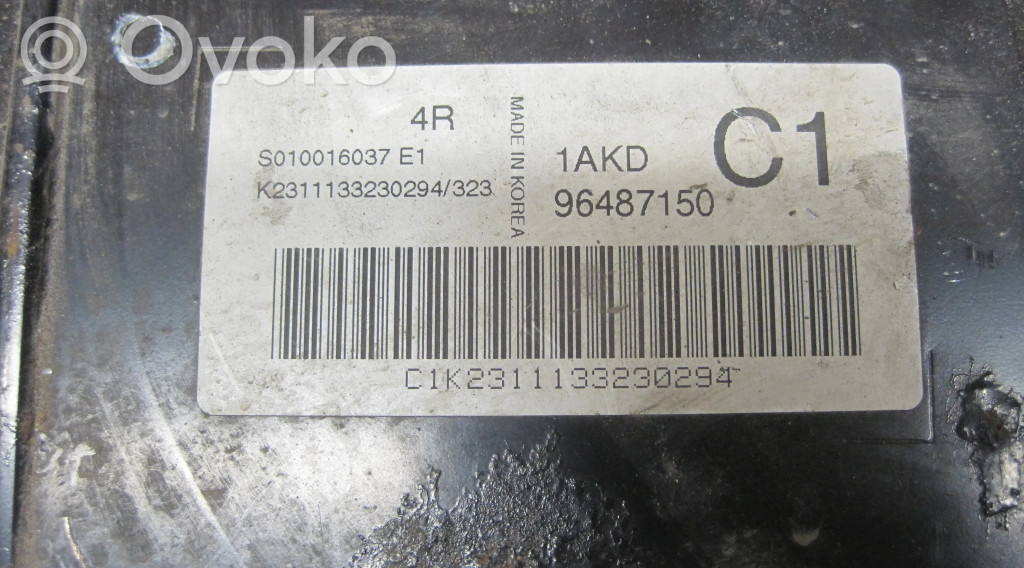 Ovoko
4R
S010016037 E1
K2311133230294/323
MADE IN KOREA
1AKD
96487150
C1
C1K2311133230294